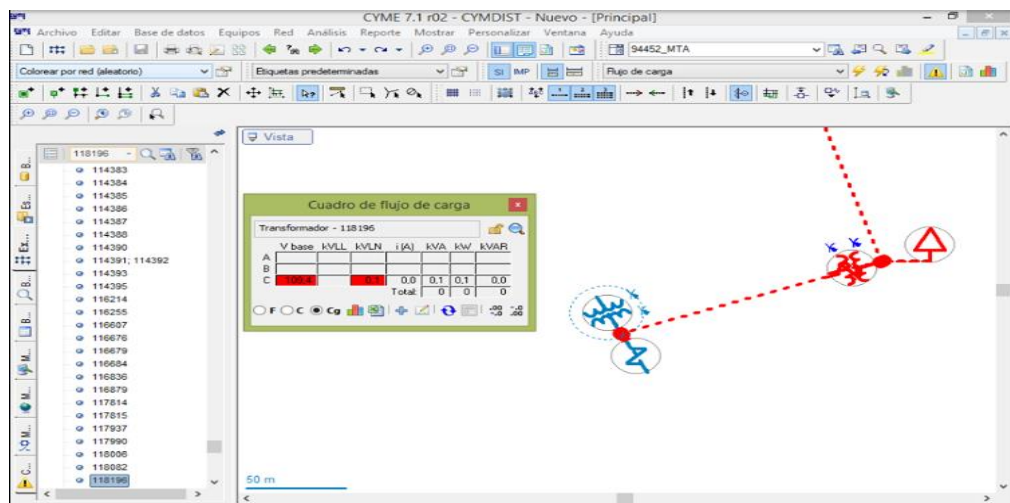 CYME 7.1 r02 - CYMDIST - Nuevo - [Principal]
Archivo Editar Base de datos Equipos Red Análisis Reporte Mostrar Personalizar Ventana Ayuda
94452_MTA
Colorear por red (aleatorio) Etiquetas predeterminadas SI IMP Flujo de carga
Vista
118196
114383
114384
114385
114386
114387
114388
114390
114391; 114392
114393
114395
116214
116255
116607
116676
116679
116684
116836
116879
117814
117815
117937
117990
118006
118082
118196
Cuadro de flujo de carga
Transformador - 118196
V base kVLL kVLN i (A) kVA kW kVAR
A
B
C 109.4 0,1 0,0 0,1 0,1 0,0
Total: 0 0 0
F C Cg
50 m